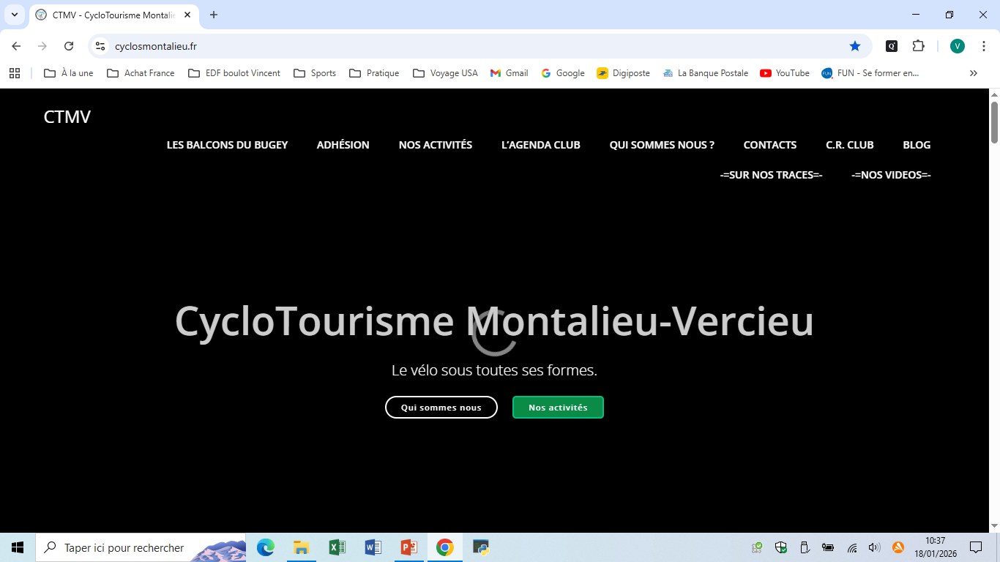 CTMV - CycloTourisme Montalie
cyclosmontalieu.fr
V
À la une
Achat France
EDF boulot Vincent
Sports
Pratique
Voyage USA
Gmail
Google
Digiposte
La Banque Postale
YouTube
FUN - Se former en...
CTMV
LES BALCONS DU BUGEY ADHÉSION NOS ACTIVITÉS L’AGENDA CLUB QUI SOMMES NOUS ? CONTACTS C.R. CLUB BLOG
-=SUR NOS TRACES=- -=NOS VIDEOS=-
CycloTourisme Montalieu-Vercieu
Le vélo sous toutes ses formes.
Qui sommes nous
Nos activités
Taper ici pour rechercher
10:37
18/01/2026